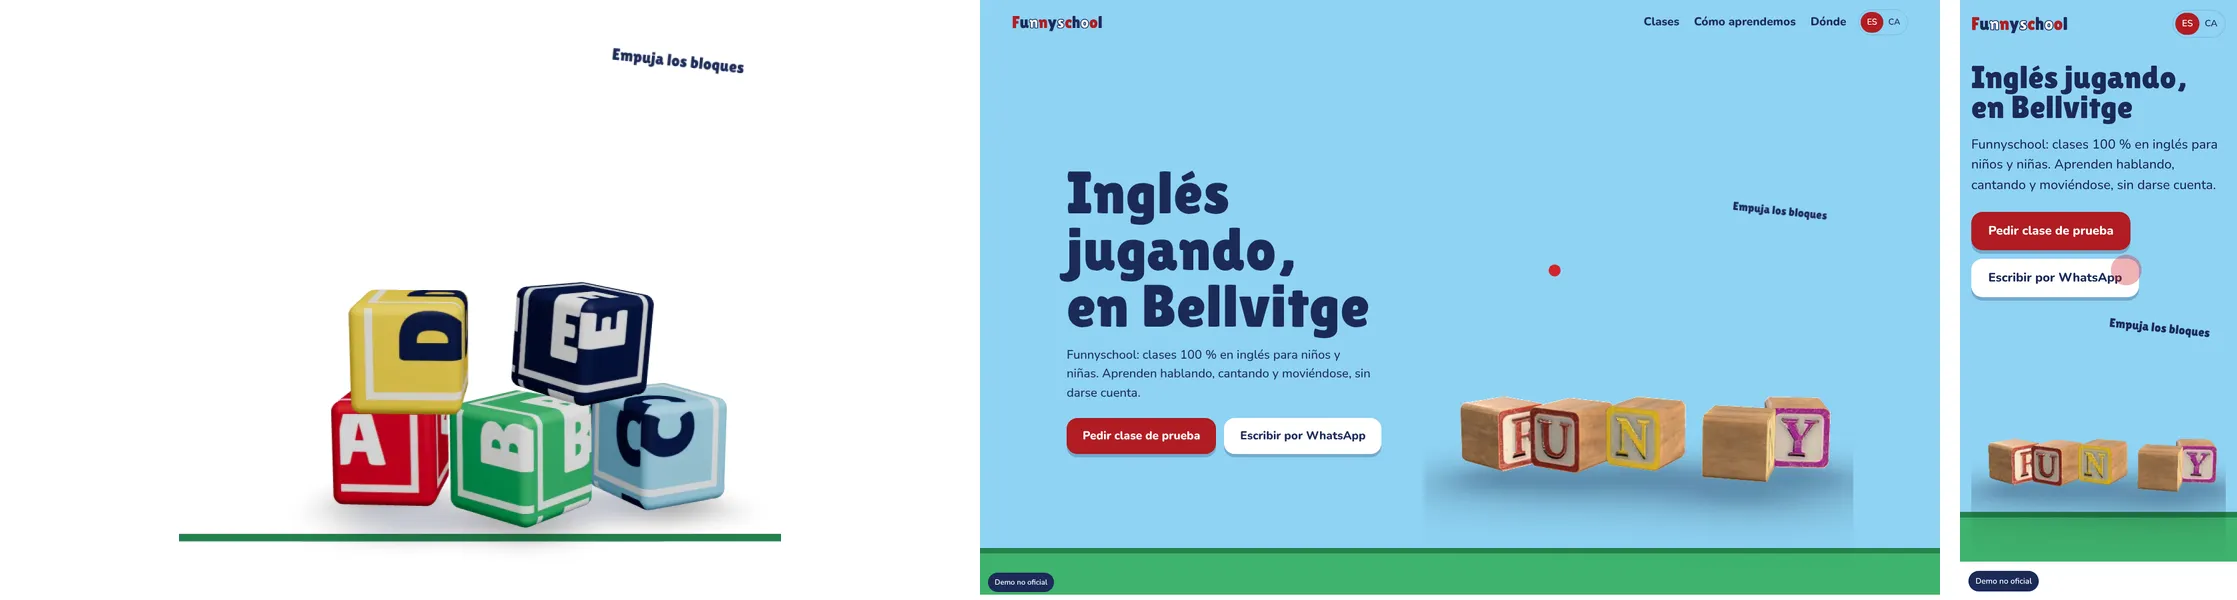 Empuja los bloques
D
E E
A B B C
Funnyschool
Clases Cómo aprendemos Dónde ES CA
Inglés
jugando,
en Bellvitge
Funnyschool: clases 100 % en inglés para niños y
niñas. Aprenden hablando, cantando y moviéndose, sin
darse cuenta.
Pedir clase de prueba Escribir por WhatsApp
Empuja los bloques
F U N Y
Demo no oficial
Funnyschool ES CA
Inglés jugando,
en Bellvitge
Funnyschool: clases 100 % en inglés para
niños y niñas. Aprenden hablando,
cantando y moviéndose, sin darse cuenta.
Pedir clase de prueba
Escribir por WhatsApp
Empuja los bloques
F U N Y
Demo no oficial